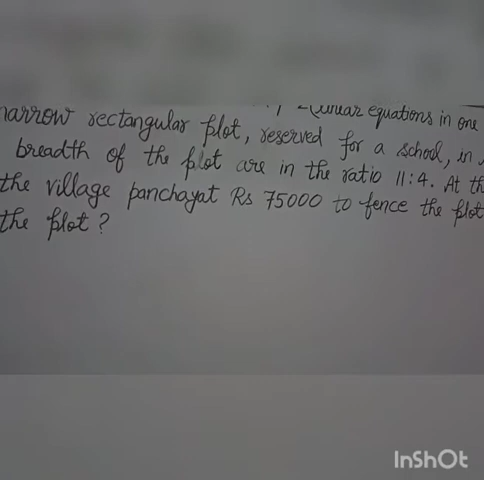 linear equations in one
narrow rectangular plot, reserved for a school, in
breadth of the plot are in the ratio 11:4. At th
the village panchayat Rs 75000 to fence the plot
the plot?
InShOt